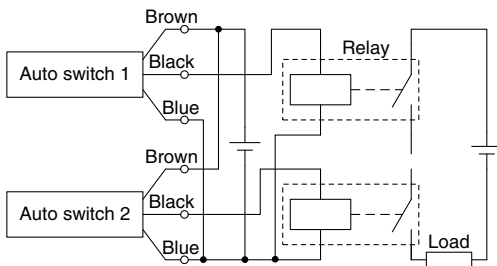 Brown
Relay
Auto switch 1
Black
Blue
Brown
Auto switch 2
Black
Blue
Load